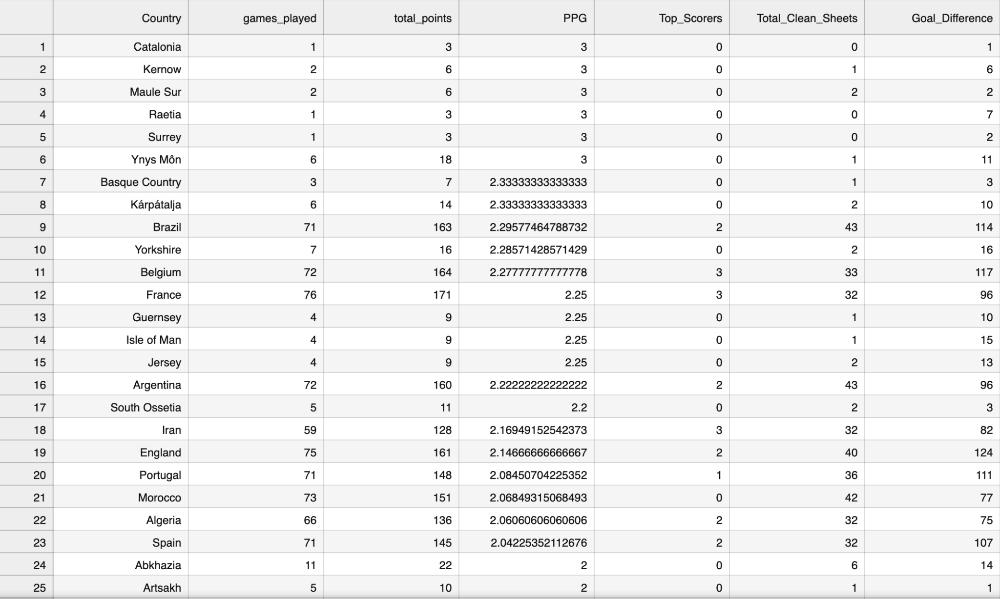 Country games_played total_points PPG Top_Scorers Total_Clean_Sheets Goal_Difference
1 Catalonia 1 3 3 0 0 1
2 Kernow 2 6 3 0 1 6
3 Maule Sur 2 6 3 0 2 2
4 Raetia 1 3 3 0 0 7
5 Surrey 1 3 3 0 0 2
6 Ynys Môn 6 18 3 0 1 11
7 Basque Country 3 7 2.33333333333333 0 1 3
8 Kárpátalja 6 14 2.33333333333333 0 2 10
9 Brazil 71 163 2.29577464788732 2 43 114
10 Yorkshire 7 16 2.28571428571429 0 2 16
11 Belgium 72 164 2.27777777777778 3 33 117
12 France 76 171 2.25 3 32 96
13 Guernsey 4 9 2.25 0 1 10
14 Isle of Man 4 9 2.25 0 1 15
15 Jersey 4 9 2.25 0 2 13
16 Argentina 72 160 2.22222222222222 2 43 96
17 South Ossetia 5 11 2.2 0 2 3
18 Iran 59 128 2.16949152542373 3 32 82
19 England 75 161 2.14666666666667 2 40 124
20 Portugal 71 148 2.08450704225352 1 36 111
21 Morocco 73 151 2.06849315068493 0 42 77
22 Algeria 66 136 2.06060606060606 2 32 75
23 Spain 71 145 2.04225352112676 2 32 107
24 Abkhazia 11 22 2 0 6 14
25 Artsakh 5 10 2 0 1 1